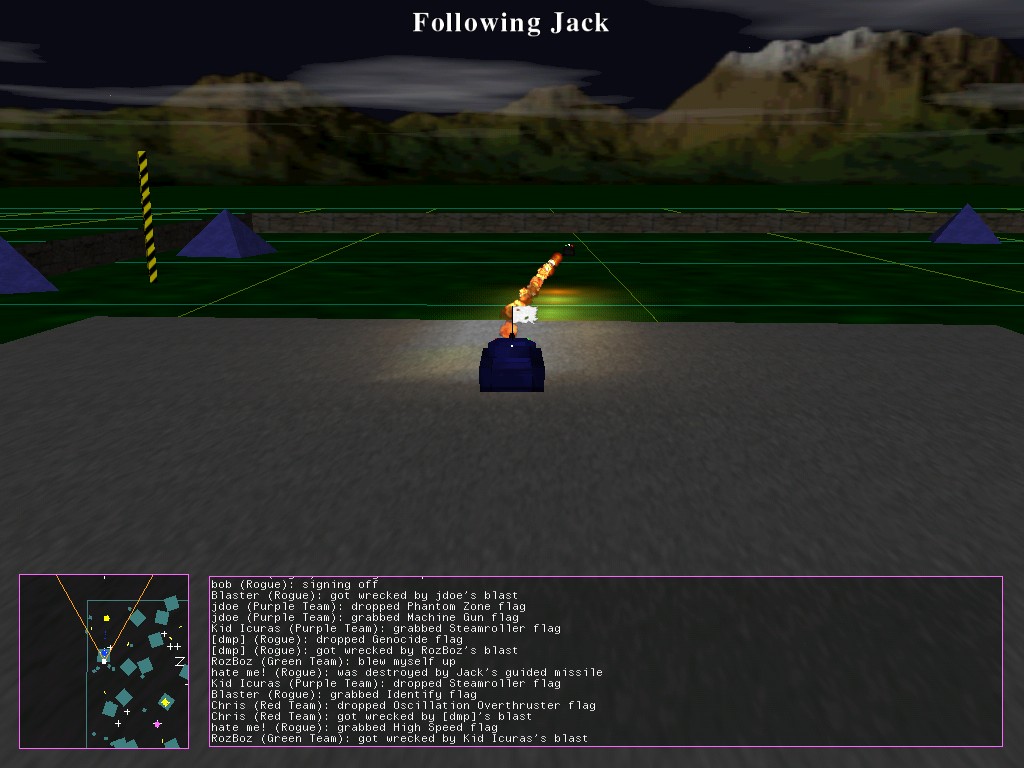 Following Jack
bob (Rogue): signing off
Blaster (Rogue): got wrecked by jdoe's blast
jdoe (Purple Team): dropped Phantom Zone flag
jdoe (Purple Team): grabbed Machine Gun flag
Kid Icuras (Purple Team): grabbed Steamroller flag
[dmp] (Rogue): dropped Genocide flag
[dmp] (Rogue): got wrecked by RozBoz's blast
RozBoz (Green Team): blew myself up
hate me! (Rogue): was destroyed by Jack's guided missile
Kid Icuras (Purple Team): dropped Steamroller flag
Blaster (Rogue): grabbed Identify flag
Chris (Red Team): dropped Oscillation Overthruster flag
Chris (Red Team): got wrecked by [dmp]'s blast
hate me! (Rogue): grabbed High Speed flag
RozBoz (Green Team): got wrecked by Kid Icuras's blast